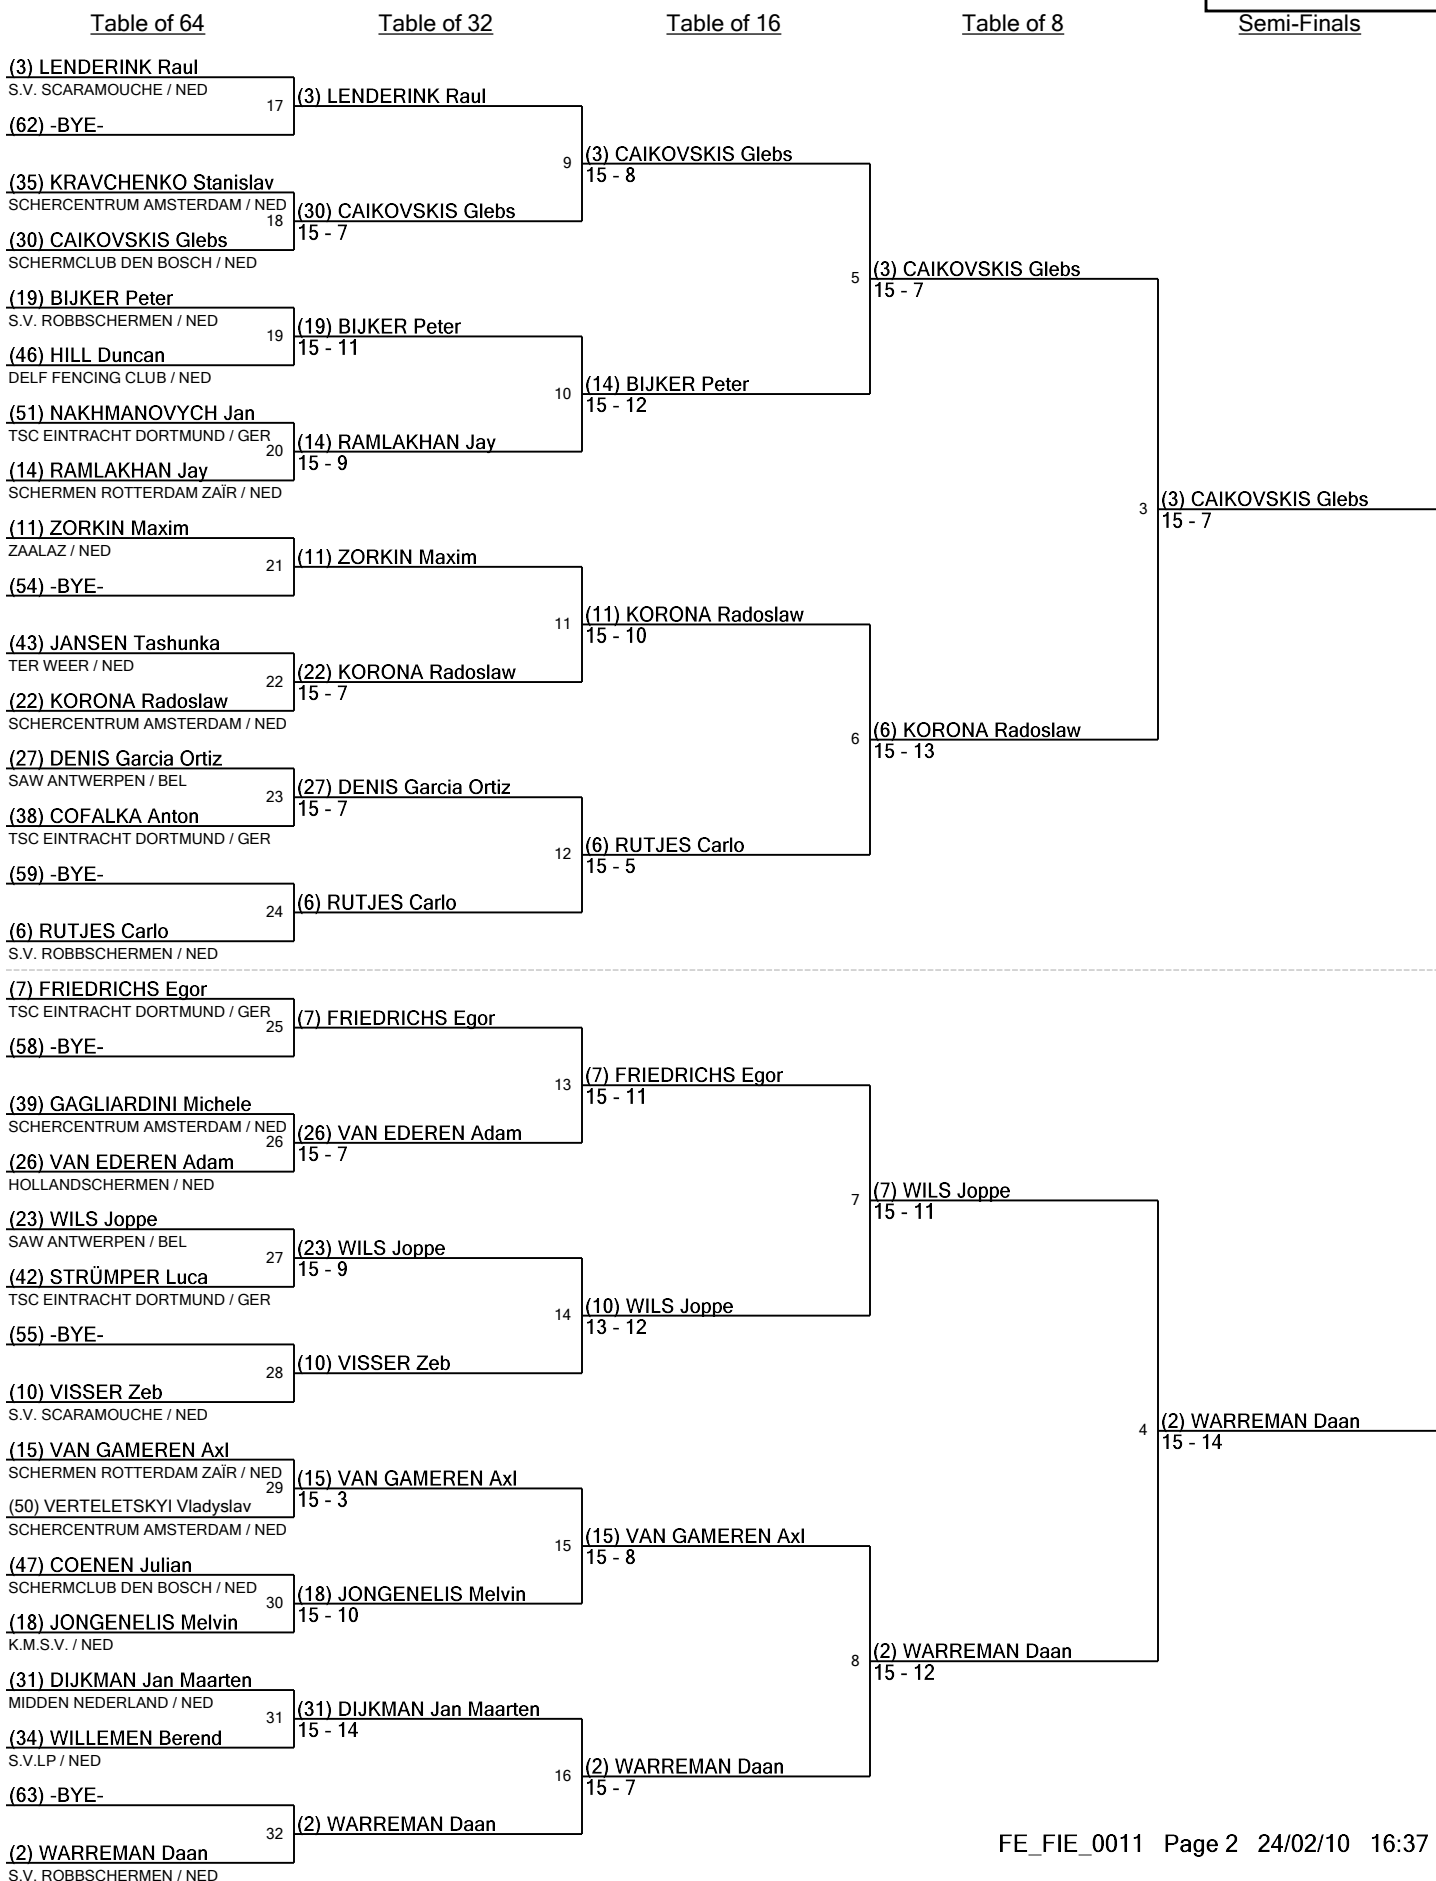 Table of 64
Table of 32
Table of 16
Table of 8
Semi-Finals
(3) LENDERINK Raul
S.V. SCARAMOUCHE / NED
17
(62) -BYE-
(35) KRAVCHENKO Stanislav
SCHERCENTRUM AMSTERDAM / NED
18
(30) CAIKOVSKIS Glebs
SCHERMCLUB DEN BOSCH / NED
(19) BIJKER Peter
S.V. ROBBSCHERMEN / NED
19
(46) HILL Duncan
DELF FENCING CLUB / NED
(51) NAKHMANOVYCH Jan
TSC EINTRACHT DORTMUND / GER
20
(14) RAMLAKHAN Jay
SCHERMEN ROTTERDAM ZAÏR / NED
(11) ZORKIN Maxim
ZAALAZ / NED
21
(54) -BYE-
(43) JANSEN Tashunka
TER WEER / NED
22
(22) KORONA Radoslaw
SCHERCENTRUM AMSTERDAM / NED
(27) DENIS Garcia Ortiz
SAW ANTWERPEN / BEL
23
(38) COFALKA Anton
TSC EINTRACHT DORTMUND / GER
(59) -BYE-
24
(6) RUTJES Carlo
S.V. ROBBSCHERMEN / NED
(7) FRIEDRICHS Egor
TSC EINTRACHT DORTMUND / GER
25
(58) -BYE-
(39) GAGLIARDINI Michele
SCHERCENTRUM AMSTERDAM / NED
26
(26) VAN EDEREN Adam
HOLLANDSCHERMEN / NED
(23) WILS Joppe
SAW ANTWERPEN / BEL
27
(42) STRÜMPER Luca
TSC EINTRACHT DORTMUND / GER
(55) -BYE-
28
(10) VISSER Zeb
S.V. SCARAMOUCHE / NED
(15) VAN GAMEREN Axl
SCHERMEN ROTTERDAM ZAÏR / NED
29
(50) VERTELETSKYI Vladyslav
SCHERCENTRUM AMSTERDAM / NED
(47) COENEN Julian
SCHERMCLUB DEN BOSCH / NED
30
(18) JONGENELIS Melvin
K.M.S.V. / NED
(31) DIJKMAN Jan Maarten
MIDDEN NEDERLAND / NED
31
(34) WILLEMEN Berend
S.V.LP / NED
(63) -BYE-
32
(2) WARREMAN Daan
S.V. ROBBSCHERMEN / NED
(3) LENDERINK Raul
9
(30) CAIKOVSKIS Glebs
15 - 7
(19) BIJKER Peter
15 - 11
10
(14) RAMLAKHAN Jay
15 - 9
(11) ZORKIN Maxim
11
(22) KORONA Radoslaw
15 - 7
(27) DENIS Garcia Ortiz
15 - 7
12
(6) RUTJES Carlo
(7) FRIEDRICHS Egor
13
(26) VAN EDEREN Adam
15 - 7
(23) WILS Joppe
15 - 9
14
(10) VISSER Zeb
(15) VAN GAMEREN Axl
15 - 3
15
(18) JONGENELIS Melvin
15 - 10
(31) DIJKMAN Jan Maarten
15 - 14
16
(2) WARREMAN Daan
(3) CAIKOVSKIS Glebs
15 - 8
5
(14) BIJKER Peter
15 - 12
(11) KORONA Radoslaw
15 - 10
6
(6) RUTJES Carlo
15 - 5
(7) FRIEDRICHS Egor
15 - 11
7
(10) WILS Joppe
13 - 12
(15) VAN GAMEREN Axl
15 - 8
8
(2) WARREMAN Daan
15 - 7
(3) CAIKOVSKIS Glebs
15 - 7
3
(6) KORONA Radoslaw
15 - 13
(7) WILS Joppe
15 - 11
4
(2) WARREMAN Daan
15 - 12
(3) CAIKOVSKIS Glebs
15 - 7
(2) WARREMAN Daan
15 - 14
FE_FIE_0011 Page 2 24/02/10 16:37